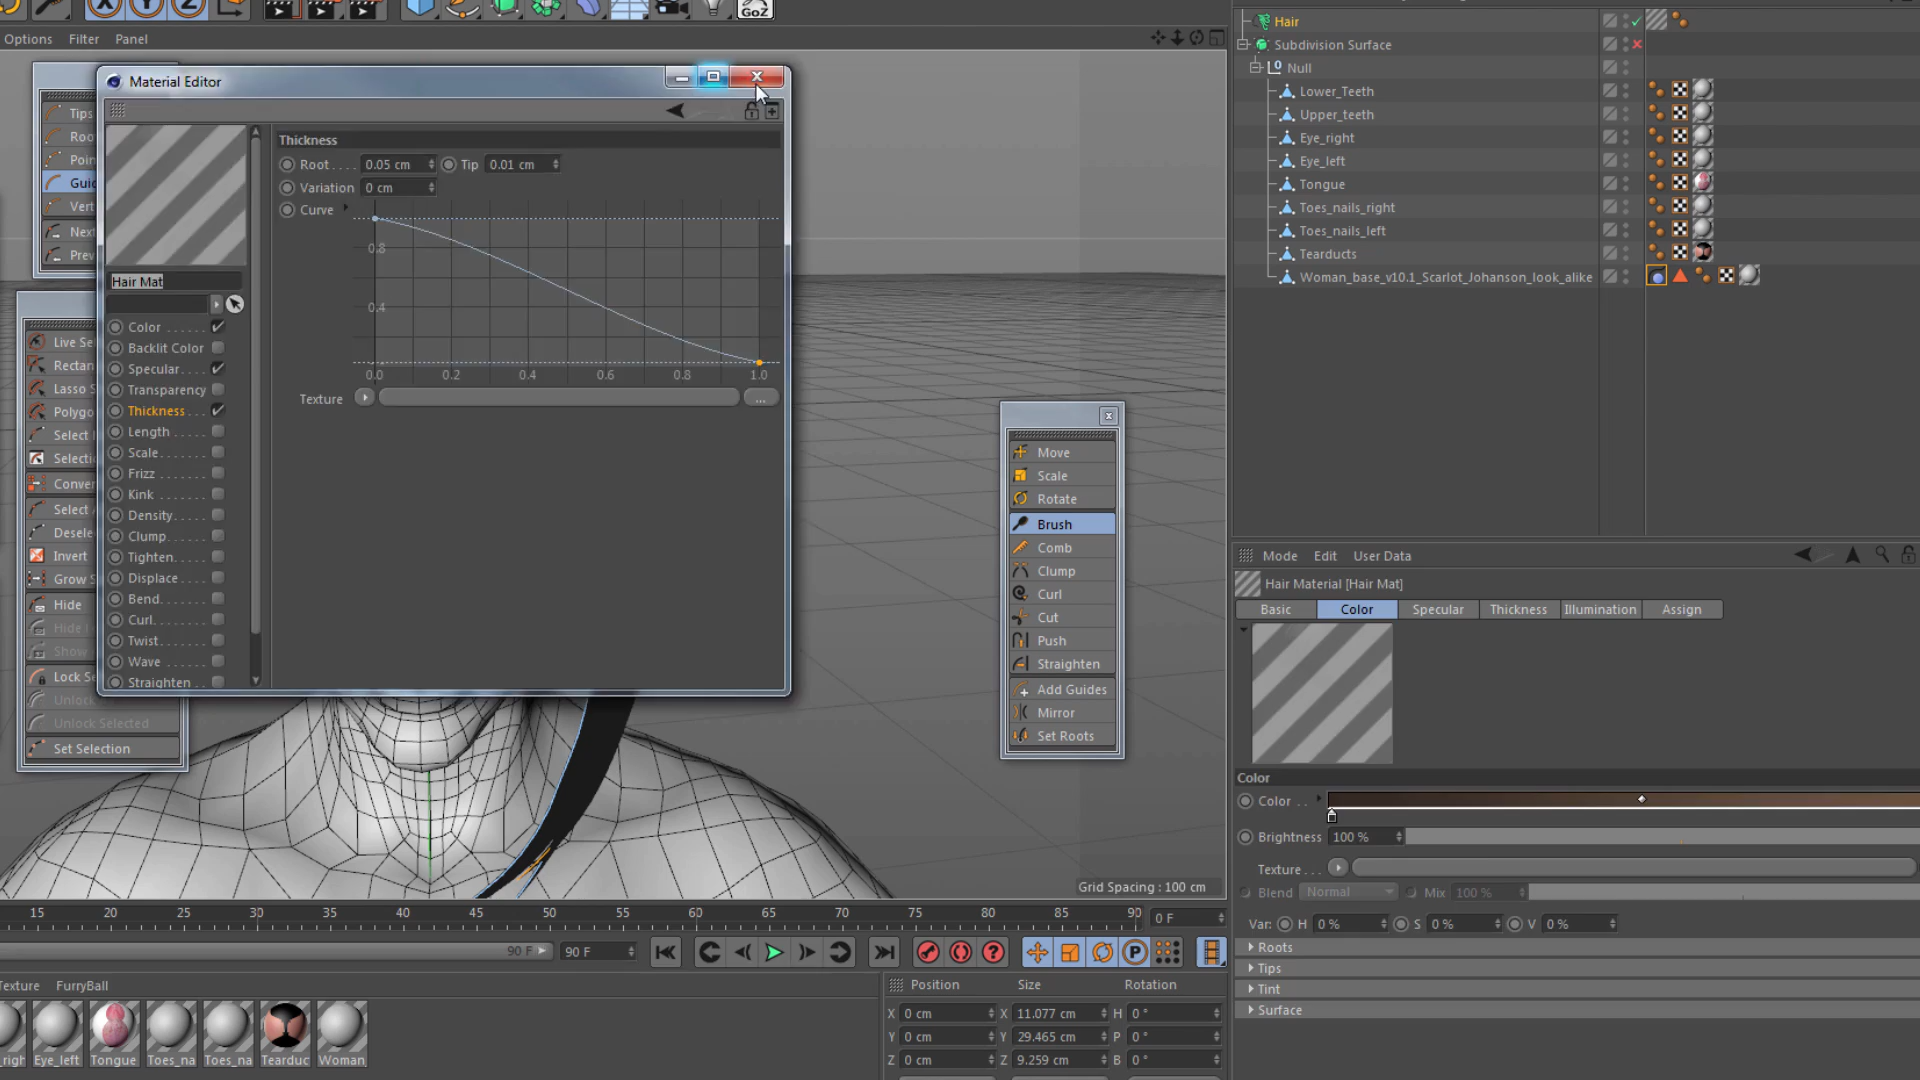 GoZ
Options Filter Panel
Material Editor
Tips
Roo
Poin
Guid
Vert
Next
Prev
Live Se
Rectan
Lasso S
Polygo
Select
Selectio
Conver
Select A
Deselec
Invert
Grow S
Hide
Hide
Show
Lock Se
Unlock
Unlock Selected
Set Selection
Hair Mat
Color
Backlit Color
Specular
Transparency
Thickness
Length
Scale
Frizz
Kink
Density
Clump
Tighten
Displace
Bend
Curl
Twist
Wave
Straighten
Thickness
Root 0.05 cm Tip 0.01 cm
Variation 0 cm
Curve
0.8
0.4
0.0 0.2 0.4 0.6 0.8 1.0
Texture ...
Move
Scale
Rotate
Brush
Comb
Clump
Curl
Cut
Push
Straighten
Add Guides
Mirror
Set Roots
Grid Spacing : 100 cm
Hair
Subdivision Surface
Null
Lower_Teeth
Upper_teeth
Eye_right
Eye_left
Tongue
Toes_nails_right
Toes_nails_left
Tearducts
Woman_base_v10.1_Scarlot_Johanson_look_alike
Mode Edit User Data
Hair Material [Hair Mat]
Basic Color Specular Thickness Illumination Assign
Color
Color
Brightness 100 %
Texture
Blend Normal Mix 100 %
Var: H 0 % S 0 % V 0 %
Roots
Tips
Tint
Surface
15 20 25 30 35 40 45 50 55 60 65 70 75 80 85 90 0 F
90 F 90 F
P
exture FurryBall
Position Size Rotation
X 0 cm X 11.077 cm H 0 °
Y 0 cm Y 29.465 cm P 0 °
Z 0 cm Z 9.259 cm B 0 °
_righ Eye_left Tongue Toes_na Toes_na Tearduc Woman